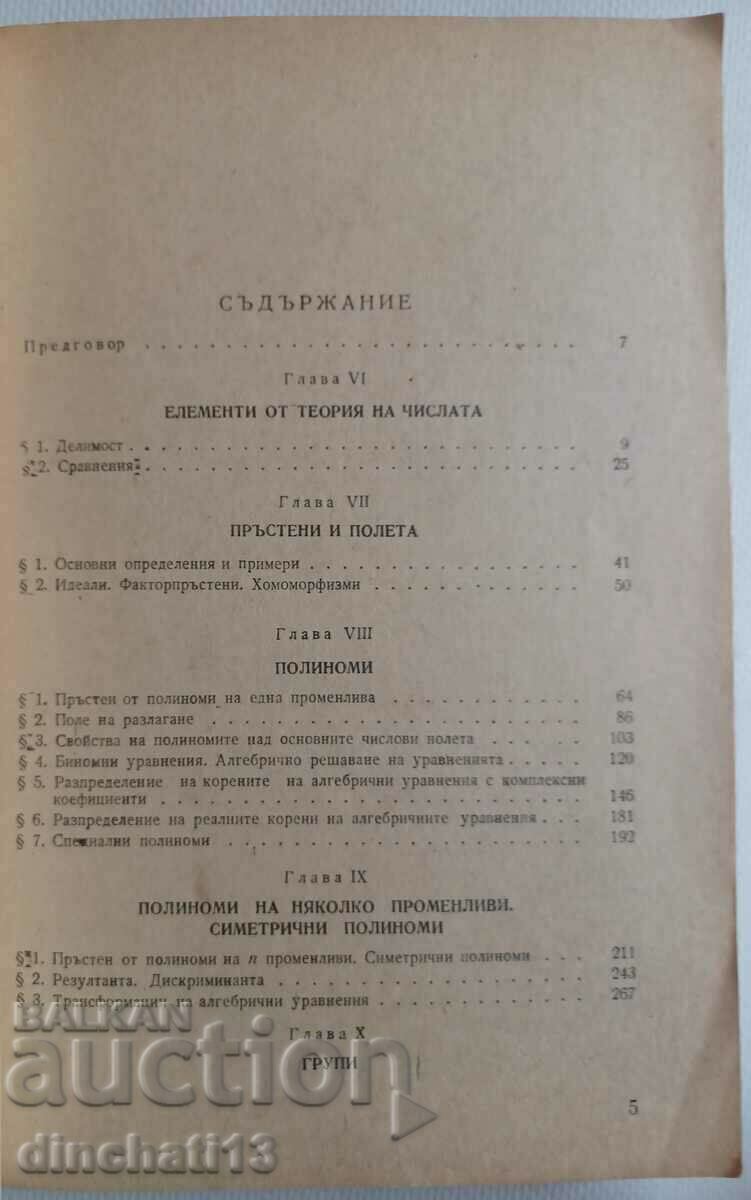 СЪДЪРЖАНИЕ
Предговор . . . . . . . . . . . . . . . . . . . . 7
Глава VI
ЕЛЕМЕНТИ ОТ ТЕОРИЯ НА ЧИСЛАТА
§ 1. Делимост . . . . . . . . . . . . . . . . . . . . 9
§ 2. Сравнения . . . . . . . . . . . . . . . . . . . . 25
Глава VII
ПРЪСТЕНИ И ПОЛЕТА
§ 1. Основни определения и примери . . . . . . . . . . . . 41
§ 2. Идеали. Факторпръстени. Хомоморфизми . . . . . . . . . . 50
Глава VIII
ПОЛИНОМИ
§ 1. Пръстен от полиноми на една променлива . . . . . . . . . 64
§ 2. Поле на разлагане . . . . . . . . . . . . . . . . . 86
§ 3. Свойства на полиномите над основните числови полета . . . . 103
§ 4. Биномни уравнения. Алгебрично решаване на уравненията . . . . . 120
§ 5. Разпределение на корените на алгебрични уравнения с комплексни
коефициенти . . . . . . . . . . . . . . . . . . . . 146
§ 6. Разпределение на реалните корени на алгебричните уравнения . . . 181
§ 7. Специални полиноми . . . . . . . . . . . . . . . . 192
Глава IX
ПОЛИНОМИ НА НЯКОЛКО ПРОМЕНЛИВИ.
СИМЕТРИЧНИ ПОЛИНОМИ
§ 1. Пръстен от полиноми на n променливи. Симетрични полиноми . . . 211
§ 2. Резултанта. Дискриминанта . . . . . . . . . . . . . . 243
§ 3. Трансформации на алгебрични уравнения . . . . . . . . . . 267
Глава X
ГРУПИ
5
BALKAN
auction
dinchati13